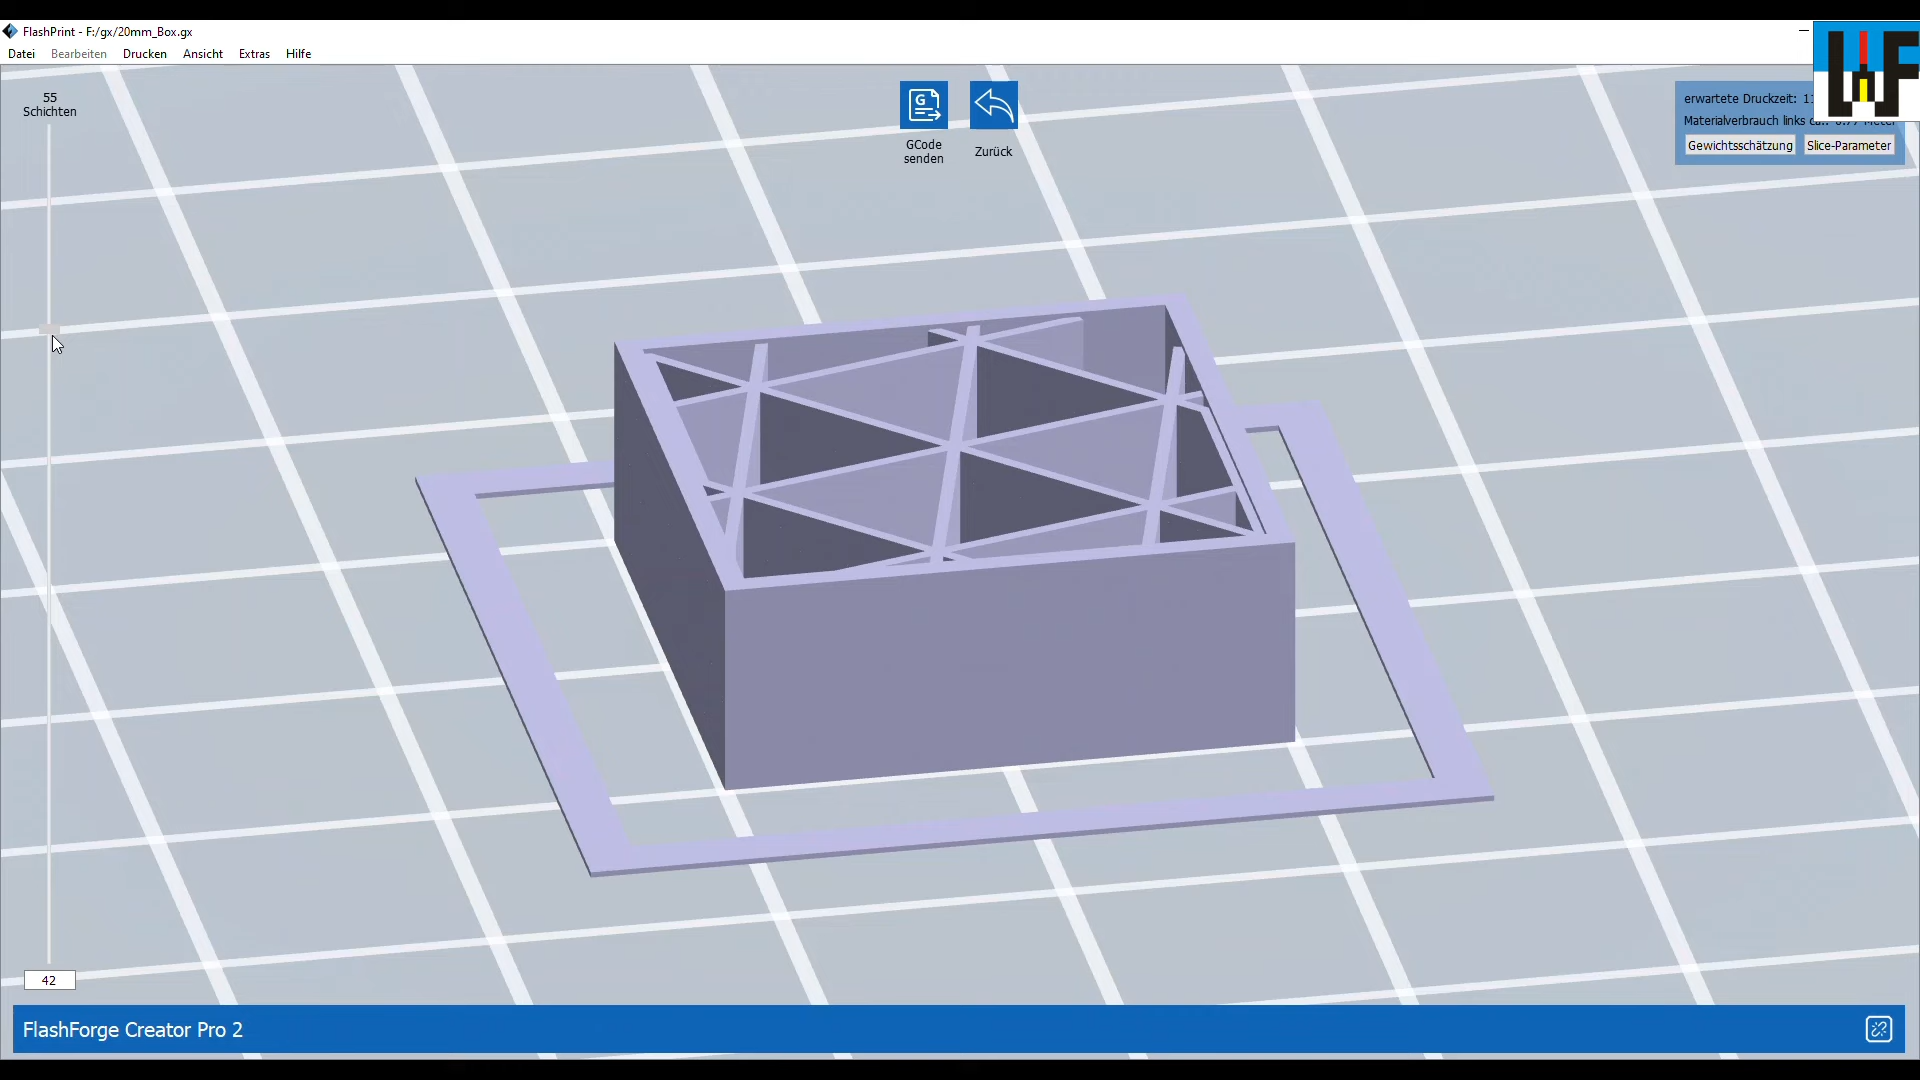 FlashPrint - F:/gx/20mm_Box.gx
Datei Bearbeiten Drucken Ansicht Extras Hilfe
55
Schichten
GCode
senden
Zurück
erwartete Druckzeit:
Materialverbrauch links
Gewichtsschätzung Slice-Parameter
42
FlashForge Creator Pro 2